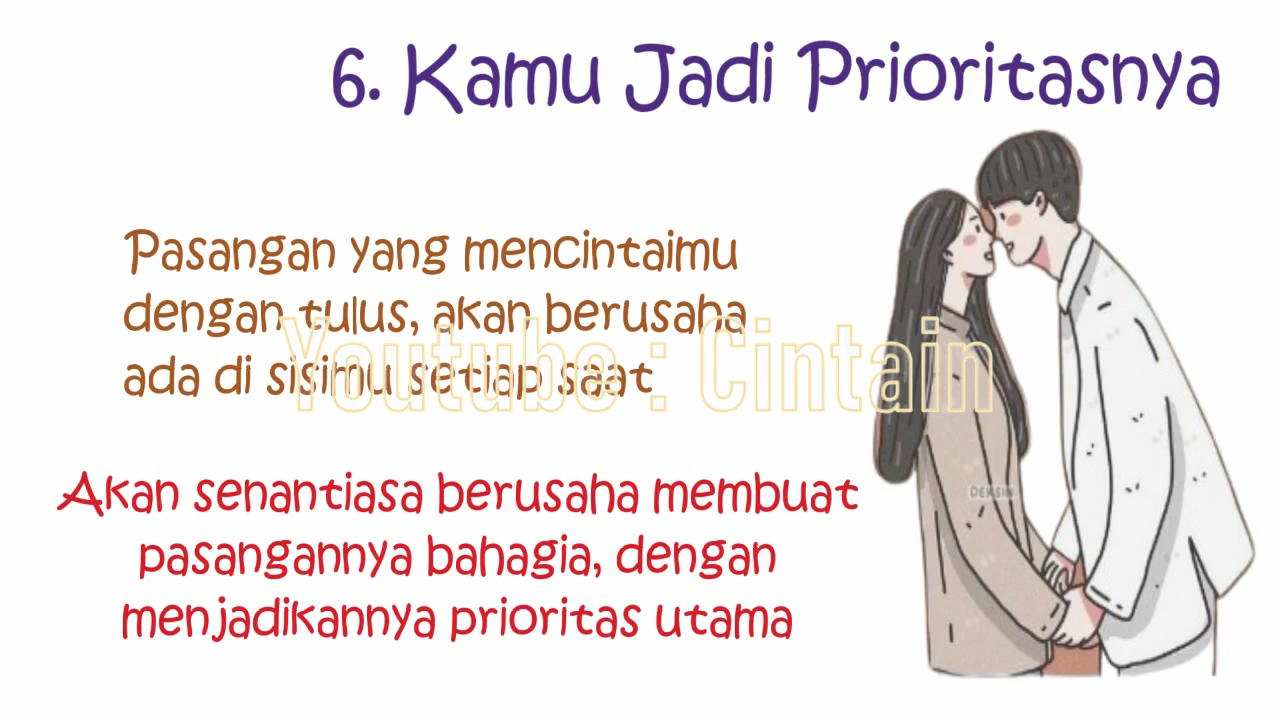 6. Kamu Jadi Prioritasnya
Pasangan yang mencintaimu
dengan tulus, akan berusaha
ada di sisimu setiap saat
Youtube : Cintain
Akan senantiasa berusaha membuat
pasangannya bahagia, dengan
menjadikannya prioritas utama
DEKSIN